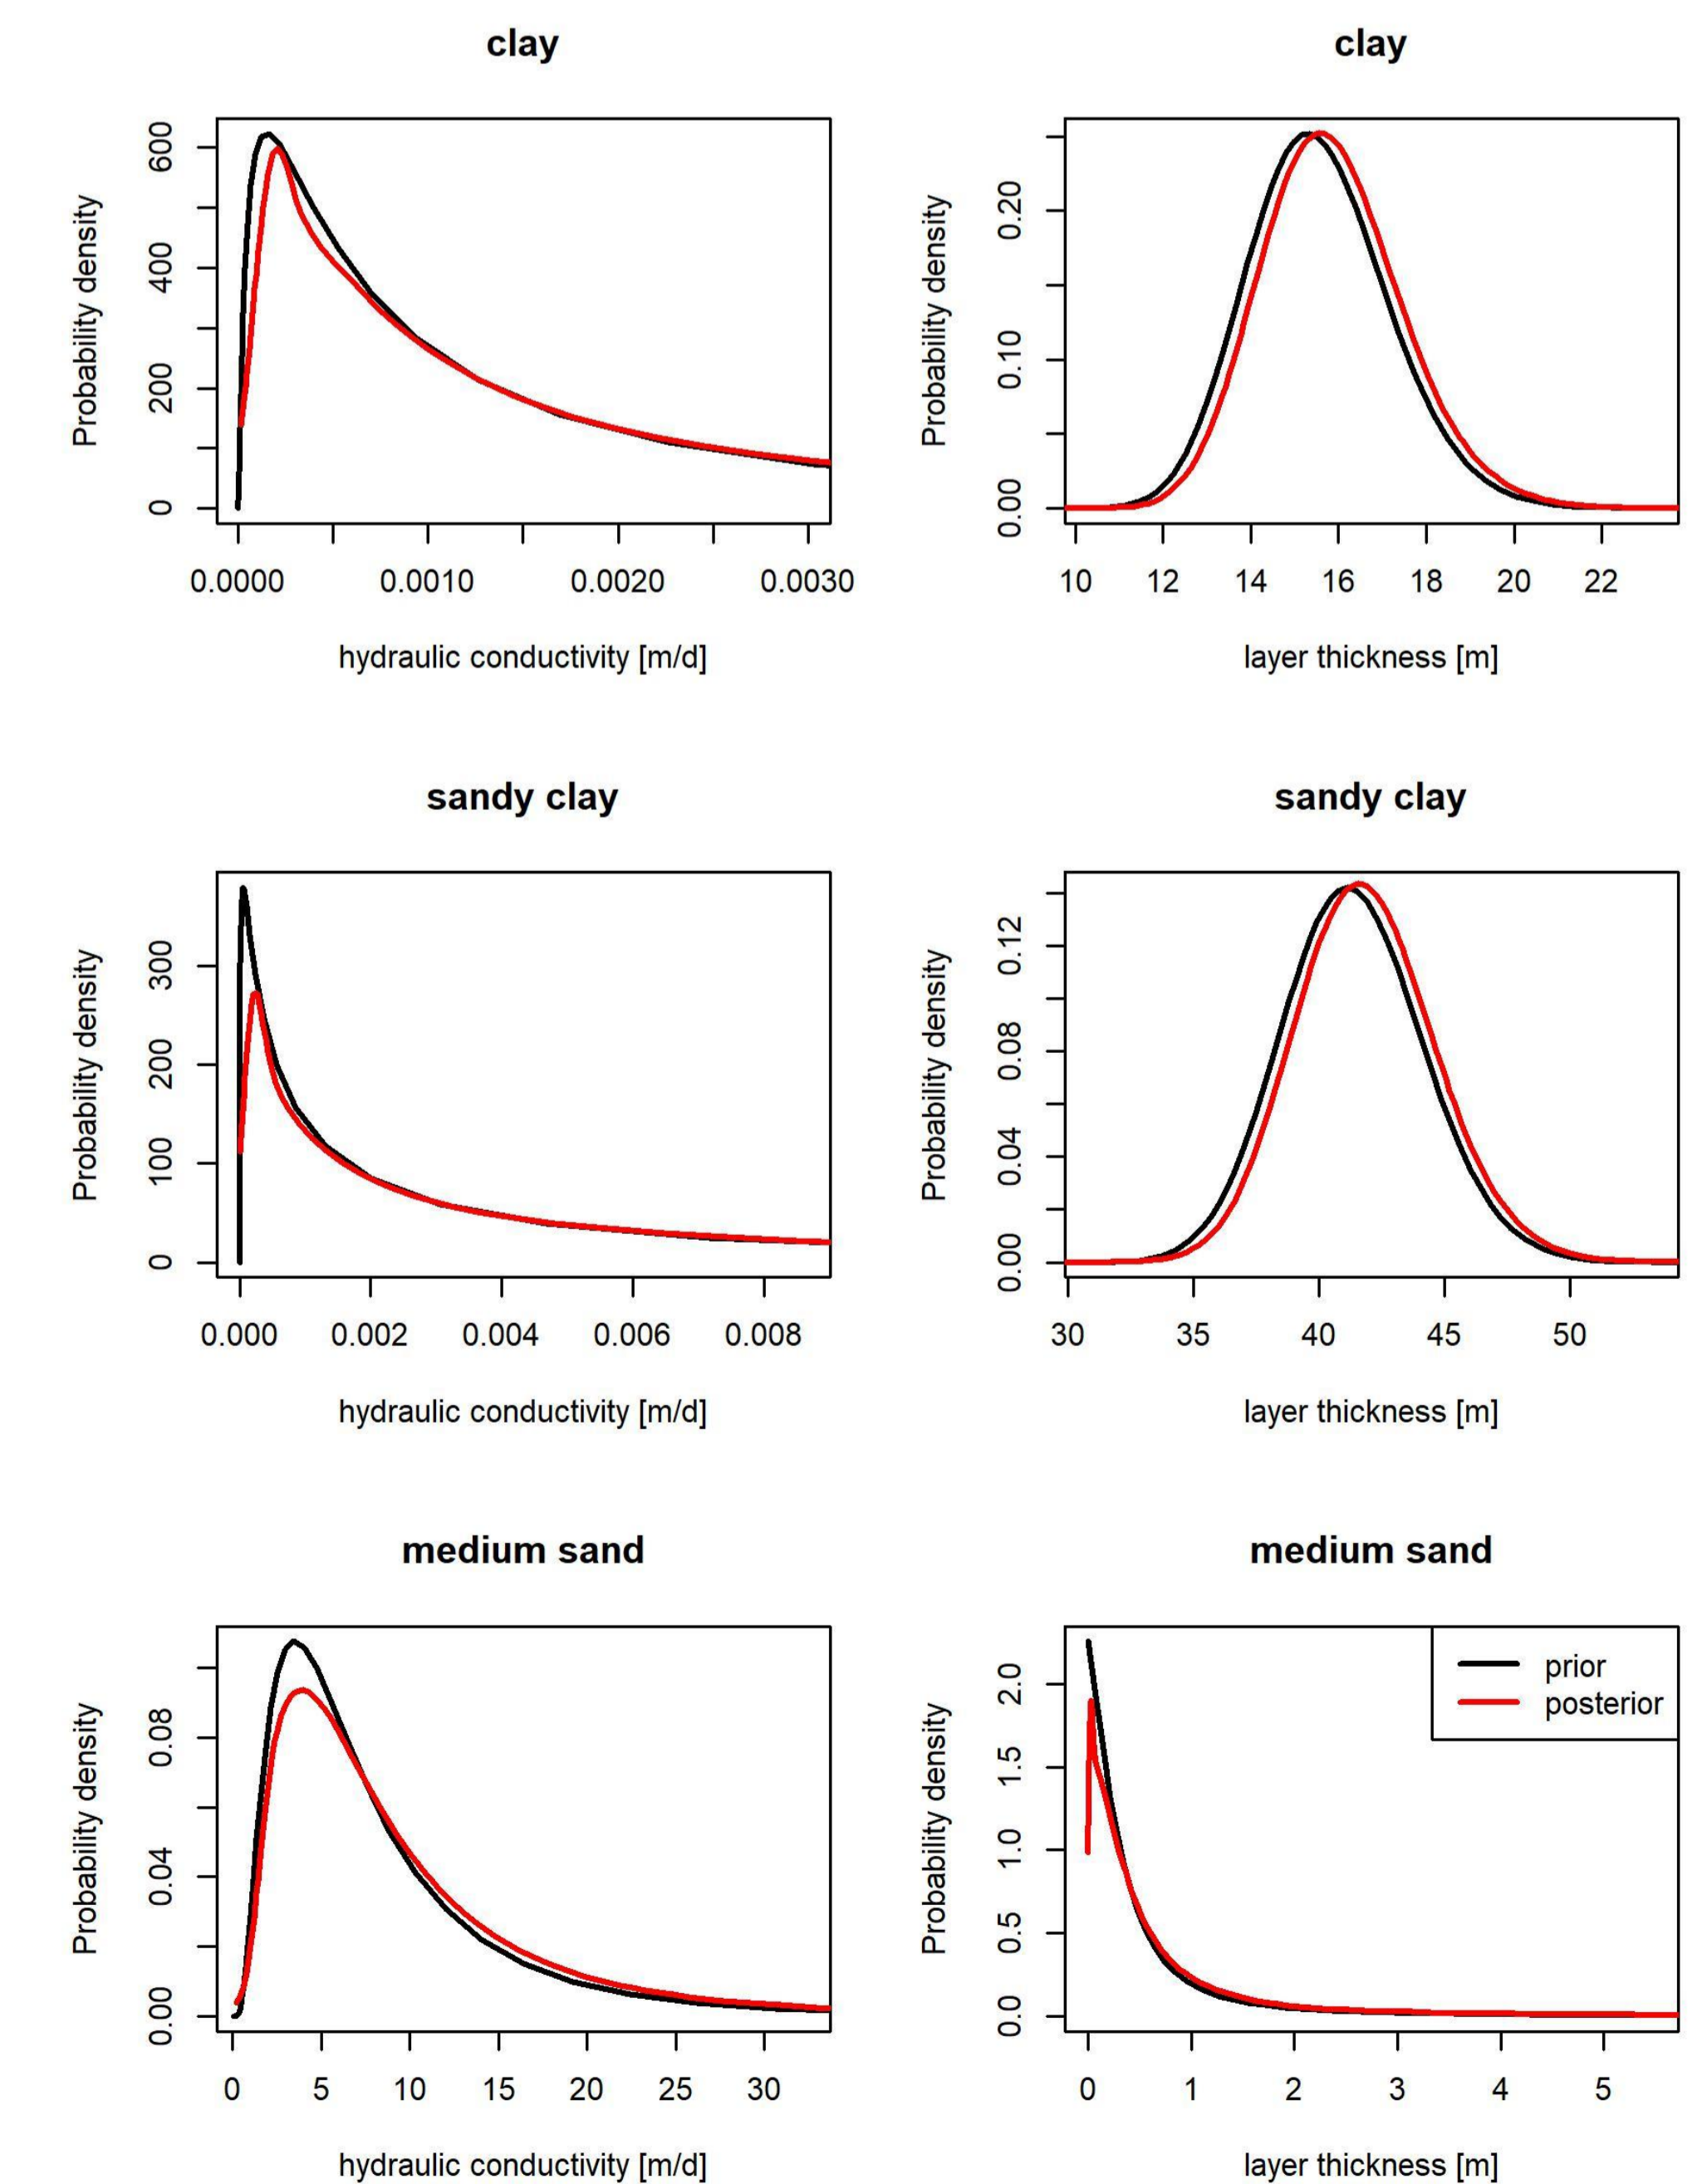 clay
Probability density
600
400
200
0
0.0000 0.0010 0.0020 0.0030
hydraulic conductivity [m/d]
clay
Probability density
0.20
0.10
0.00
10 12 14 16 18 20 22
layer thickness [m]
sandy clay
Probability density
300
200
100
0
0.000 0.002 0.004 0.006 0.008
hydraulic conductivity [m/d]
sandy clay
Probability density
0.12
0.08
0.04
0.00
30 35 40 45 50
layer thickness [m]
medium sand
Probability density
0.08
0.04
0.00
0 5 10 15 20 25 30
hydraulic conductivity [m/d]
medium sand
prior
posterior
Probability density
2.0
1.5
1.0
0.5
0.0
0 1 2 3 4 5
layer thickness [m]